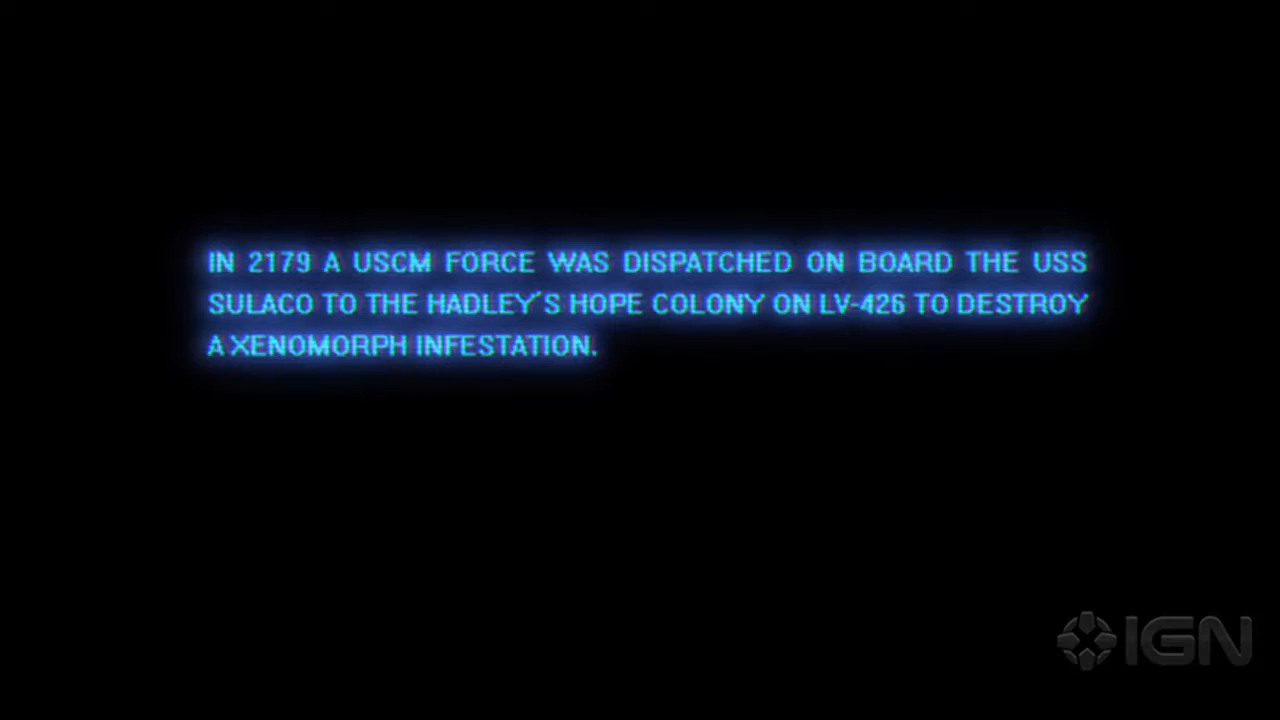 IN 2179 A USCM FORCE WAS DISPATCHED ON BOARD THE USS
SULACO TO THE HADLEY´S HOPE COLONY ON LV-426 TO DESTROY
A XENOMORPH INFESTATION.
IGN